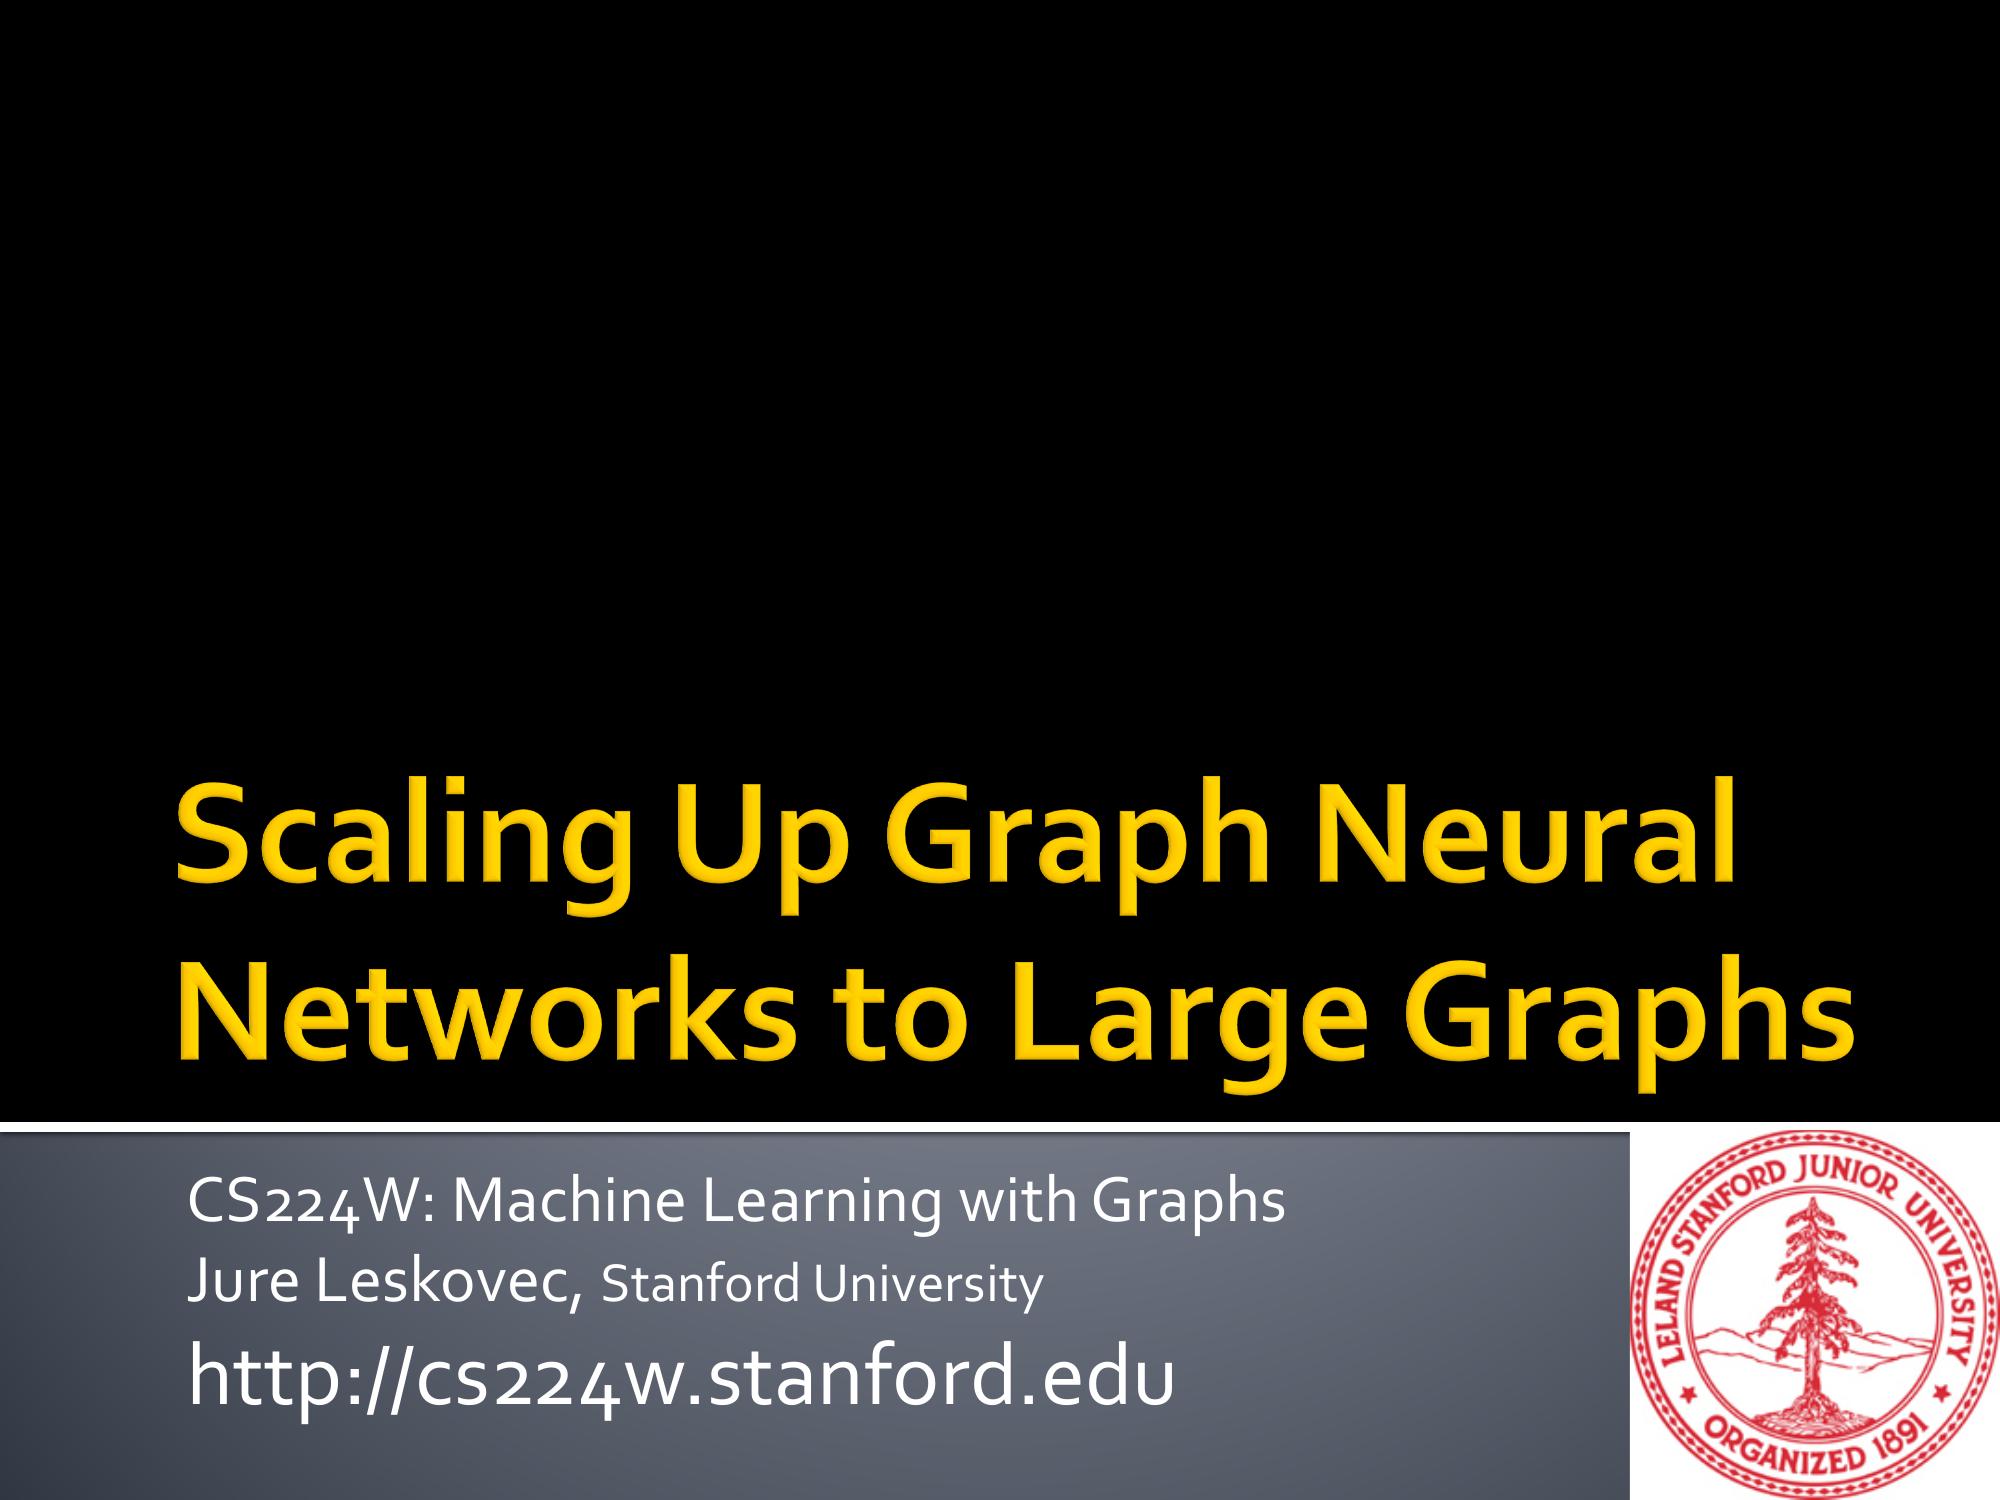 Scaling Up Graph Neural
Networks to Large Graphs
CS224W: Machine Learning with Graphs
Jure Leskovec, Stanford University
http://cs224w.stanford.edu
LELAND STANFORD JUNIOR UNIVERSITY
ORGANIZED 1891